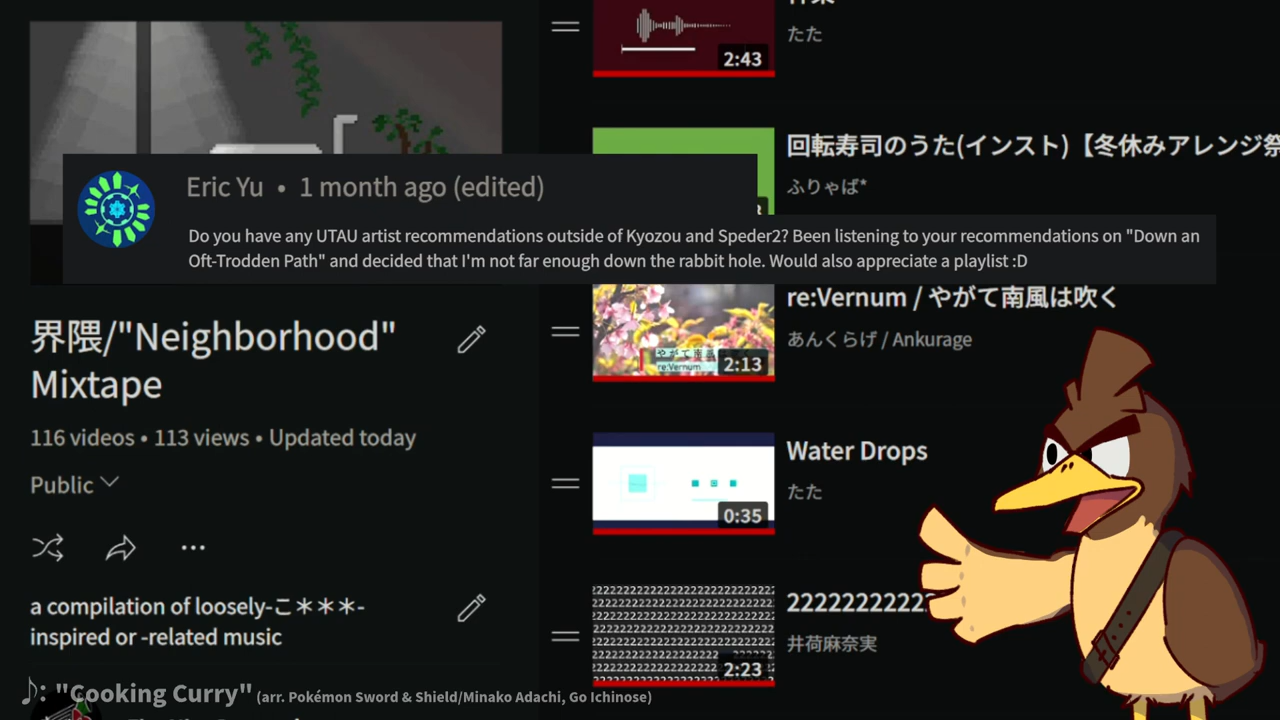 2:43
たた
回転寿司のうた(インスト)【冬休みアレンジ祭
ふりゃぱ*
Eric Yu • 1 month ago (edited)
Do you have any UTAU artist recommendations outside of Kyozou and Speder2? Been listening to your recommendations on "Down an
Oft-Trodden Path" and decided that I'm not far enough down the rabbit hole. Would also appreciate a playlist :D
re:Vernum / やがて南風は吹く
あんくらげ / Ankurage
re:Vernum
2:13
界隈/"Neighborhood"
Mixtape
116 videos • 113 views • Updated today
Public
Water Drops
たた
0:35
a compilation of loosely-こ＊＊＊-
inspired or -related music
22222222222
井荷麻奈実
2:23
♪: "Cooking Curry" (arr. Pokémon Sword & Shield/Minako Adachi, Go Ichinose)